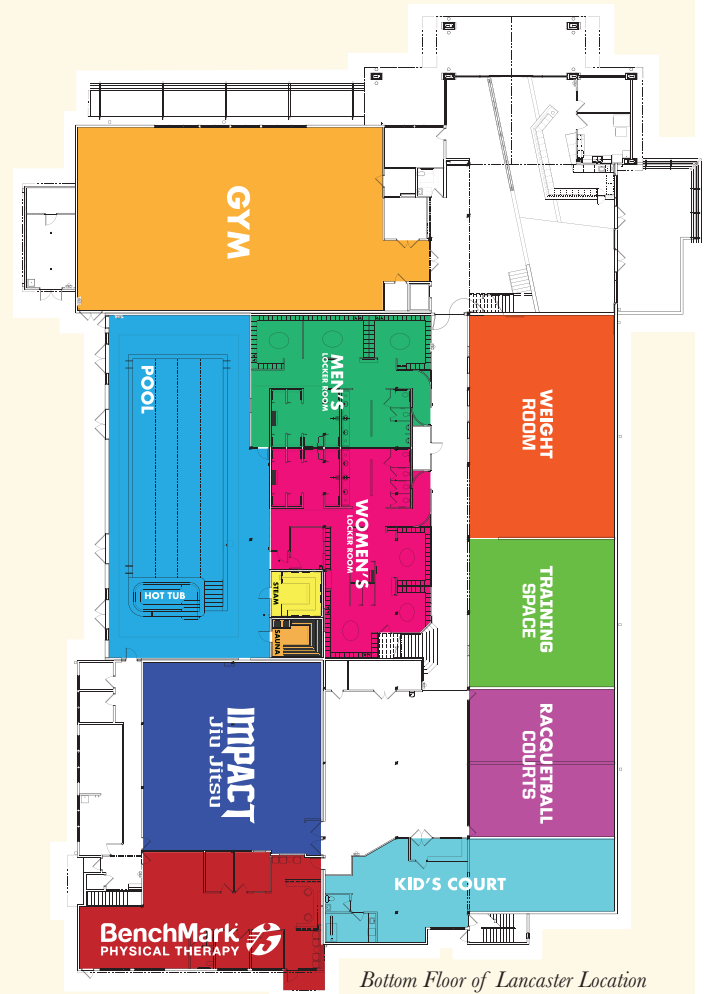 GYM
POOL
MEN'S
LOCKER ROOM
WEIGHT
ROOM
WOMEN'S
LOCKER ROOM
HOT TUB
STEAM
SAUNA
TRAINING
SPACE
IMPACT
Jiu Jitsu
RACQUETBALL
COURTS
KID'S COURT
BenchMark
PHYSICAL THERAPY
Bottom Floor of Lancaster Location